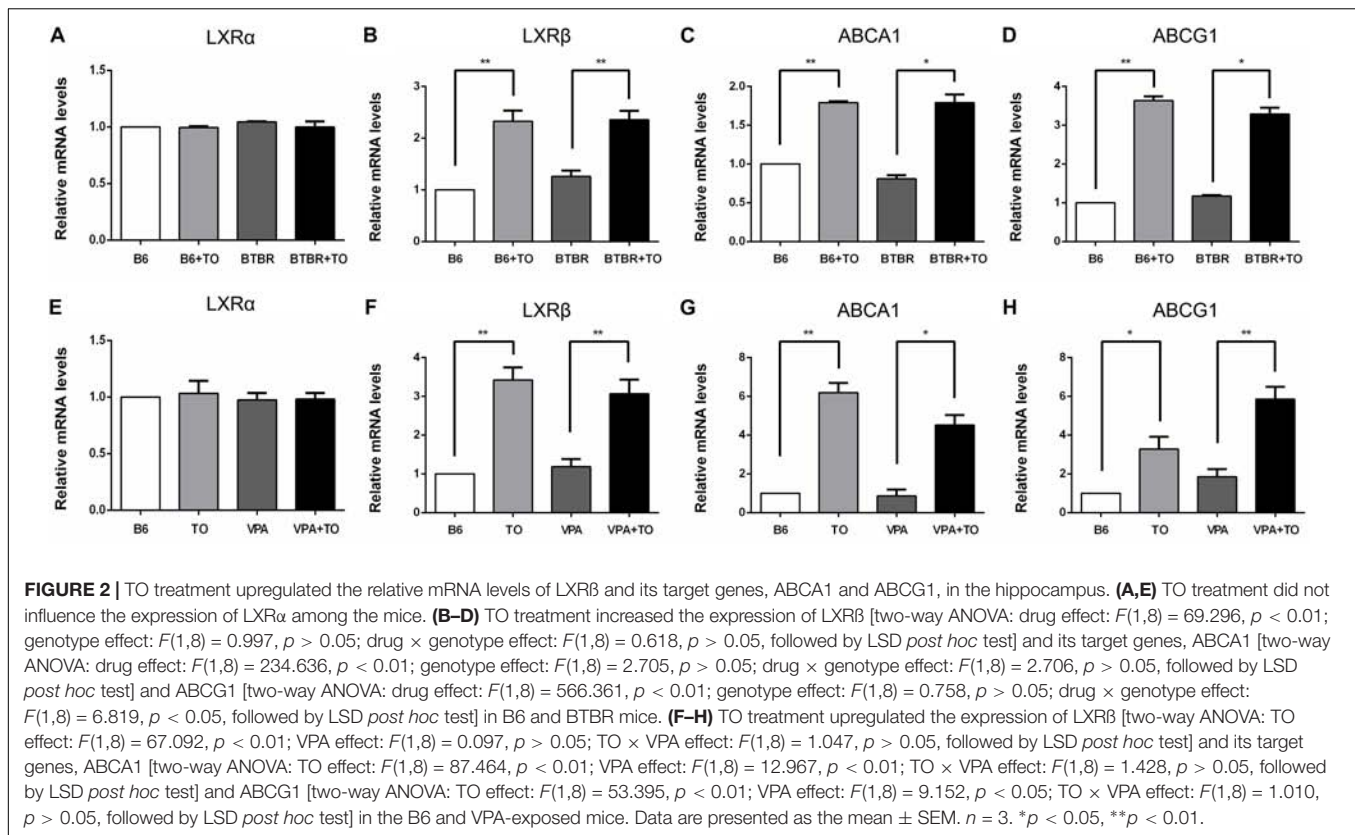 A
LXRα
Relative mRNA levels
1.5
1.0
0.5
0.0
B6
B6+TO
BTBR
BTBR+TO
B
LXRβ
Relative mRNA levels
3
2
1
0
**
**
B6
B6+TO
BTBR
BTBR+TO
C
ABCA1
Relative mRNA levels
2.0
1.5
1.0
0.5
0.0
**
*
B6
B6+TO
BTBR
BTBR+TO
D
ABCG1
Relative mRNA levels
5
4
3
2
1
0
**
*
B6
B6+TO
BTBR
BTBR+TO
E
LXRα
Relative mRNA levels
1.5
1.0
0.5
0.0
B6
TO
VPA
VPA+TO
F
LXRβ
Relative mRNA levels
4
3
2
1
0
**
**
B6
TO
VPA
VPA+TO
G
ABCA1
Relative mRNA levels
8
6
4
2
0
**
*
B6
TO
VPA
VPA+TO
H
ABCG1
Relative mRNA levels
8
6
4
2
0
*
**
B6
TO
VPA
VPA+TO
FIGURE 2 | TO treatment upregulated the relative mRNA levels of LXRß and its target genes, ABCA1 and ABCG1, in the hippocampus. (A,E) TO treatment did not
influence the expression of LXRα among the mice. (B–D) TO treatment increased the expression of LXRß [two-way ANOVA: drug effect: F(1,8) = 69.296, p < 0.01;
genotype effect: F(1,8) = 0.997, p > 0.05; drug × genotype effect: F(1,8) = 0.618, p > 0.05, followed by LSD post hoc test] and its target genes, ABCA1 [two-way
ANOVA: drug effect: F(1,8) = 234.636, p < 0.01; genotype effect: F(1,8) = 2.705, p > 0.05; drug × genotype effect: F(1,8) = 2.706, p > 0.05, followed by LSD
post hoc test] and ABCG1 [two-way ANOVA: drug effect: F(1,8) = 566.361, p < 0.01; genotype effect: F(1,8) = 0.758, p > 0.05; drug × genotype effect:
F(1,8) = 6.819, p < 0.05, followed by LSD post hoc test] in B6 and BTBR mice. (F–H) TO treatment upregulated the expression of LXRß [two-way ANOVA: TO
effect: F(1,8) = 67.092, p < 0.01; VPA effect: F(1,8) = 0.097, p > 0.05; TO × VPA effect: F(1,8) = 1.047, p > 0.05, followed by LSD post hoc test] and its target
genes, ABCA1 [two-way ANOVA: TO effect: F(1,8) = 87.464, p < 0.01; VPA effect: F(1,8) = 12.967, p < 0.01; TO × VPA effect: F(1,8) = 1.428, p > 0.05, followed
by LSD post hoc test] and ABCG1 [two-way ANOVA: TO effect: F(1,8) = 53.395, p < 0.01; VPA effect: F(1,8) = 9.152, p < 0.05; TO × VPA effect: F(1,8) = 1.010,
p > 0.05, followed by LSD post hoc test] in the B6 and VPA-exposed mice. Data are presented as the mean ± SEM. n = 3. *p < 0.05, **p < 0.01.